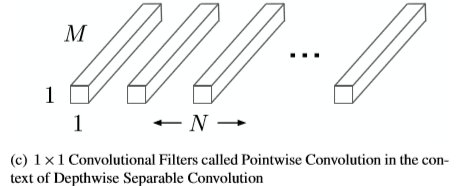 M
1
1
← N →
...
(c) 1 × 1 Convolutional Filters called Pointwise Convolution in the con-
text of Depthwise Separable Convolution